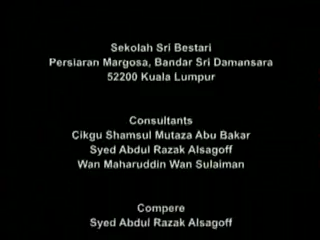 Sekolah Sri Bestari
Persiaran Margosa, Bandar Sri Damansara
52200 Kuala Lumpur
Consultants
Cikgu Shamsul Mutaza Abu Bakar
Syed Abdul Razak Alsagoff
Wan Maharuddin Wan Sulaiman
Compere
Syed Abdul Razak Alsagoff